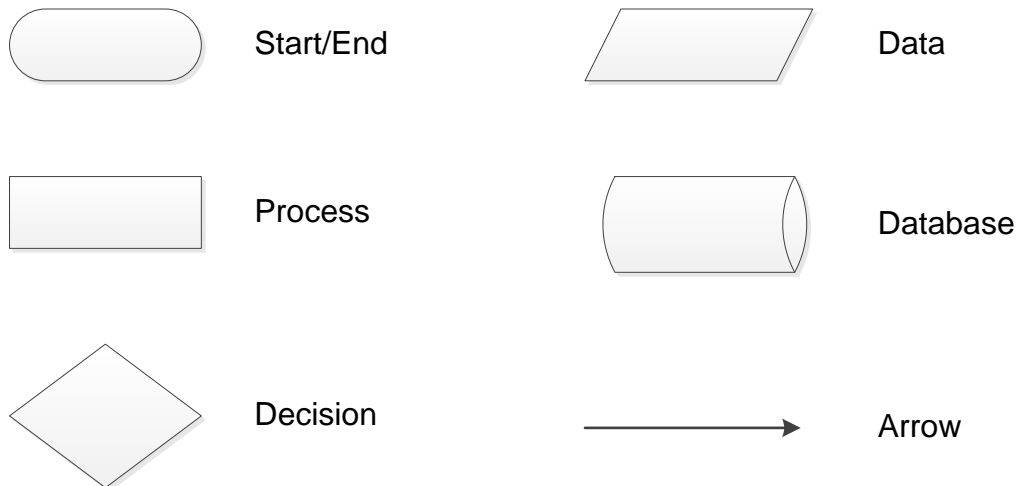 Start/End
Data
Process
Database
Decision
Arrow